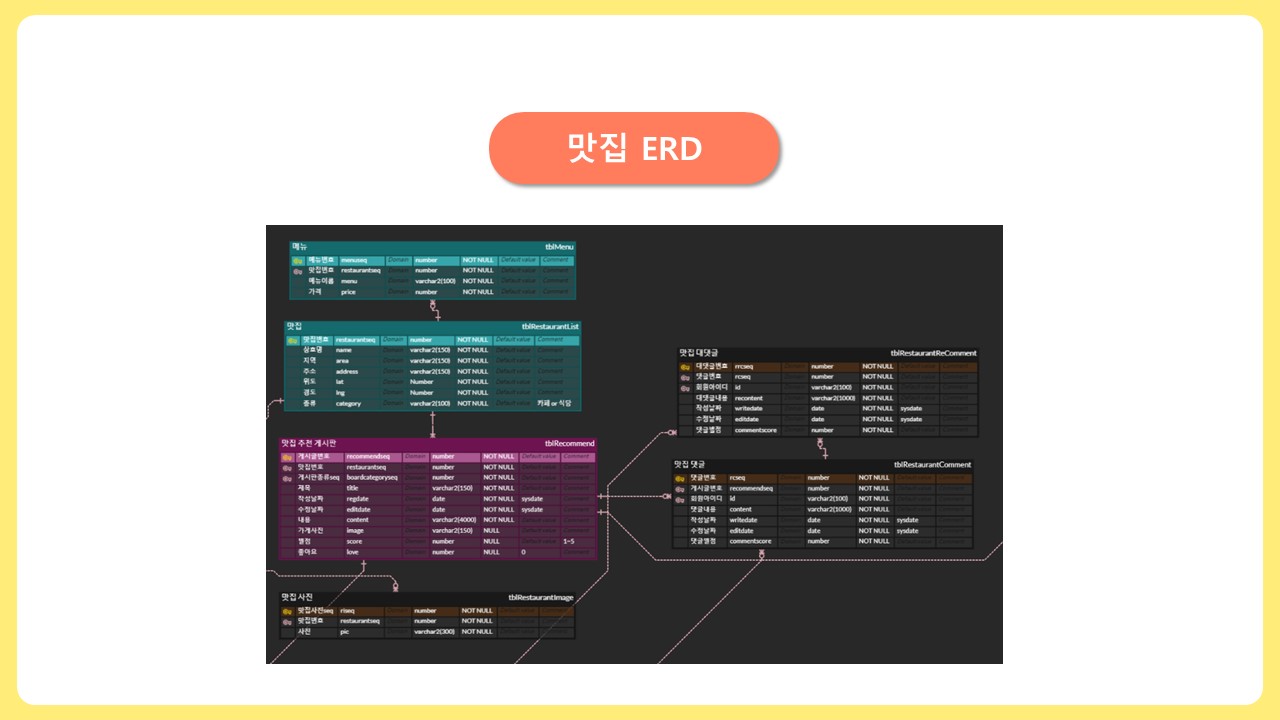 맛집 ERD
메뉴 tblMenu
메뉴번호 menuseq Domain number NOT NULL Default value Comment
맛집번호 restaurantseq Domain number NOT NULL Default value Comment
메뉴이름 menu Domain varchar2(100) NOT NULL Default value Comment
가격 price Domain number NOT NULL Default value Comment
맛집 tblRestaurantList
맛집번호 restaurantseq Domain number NOT NULL Default value Comment
상호명 name Domain varchar2(150) NOT NULL Default value Comment
지역 area Domain varchar2(150) NOT NULL Default value Comment
주소 address Domain varchar2(150) NOT NULL Default value Comment
위도 lat Domain Number NOT NULL Default value Comment
경도 lng Domain Number NOT NULL Default value Comment
종류 category Domain varchar2(100) NOT NULL Default value 카페 or 식당
맛집 추천 게시판 tblRecommend
게시글번호 recommendseq Domain number NOT NULL Default value Comment
맛집번호 restaurantseq Domain number NOT NULL Default value Comment
게시판종류seq boardcategoryseq Domain number NOT NULL Default value Comment
제목 title Domain varchar2(150) NOT NULL Default value Comment
작성날짜 regdate Domain date NOT NULL sysdate Comment
수정날짜 editdate Domain date NOT NULL sysdate Comment
내용 content Domain varchar2(4000) NOT NULL Default value Comment
가게사진 image Domain varchar2(150) NULL Default value Comment
별점 score Domain number NULL Default value 1~5
좋아요 love Domain number NULL 0 Comment
맛집 사진 tblRestaurantImage
맛집사진seq riseq Domain number NOT NULL Default value Comment
맛집번호 restaurantseq Domain number NOT NULL Default value Comment
사진 pic Domain varchar2(300) NOT NULL Default value Comment
맛집 대댓글 tblRestaurantReComment
대댓글번호 rrcseq Domain number NOT NULL Default value Comment
댓글번호 rcseq Domain number NOT NULL Default value Comment
회원아이디 id Domain varchar2(100) NOT NULL Default value Comment
대댓글내용 recontent Domain varchar2(1000) NOT NULL Default value Comment
작성날짜 writedate Domain date NOT NULL sysdate Comment
수정날짜 editdate Domain date NOT NULL sysdate Comment
댓글별점 commentscore Domain number NOT NULL Default value Comment
맛집 댓글 tblRestaurantComment
댓글번호 rcseq Domain number NOT NULL Default value Comment
게시글번호 recommendseq Domain number NOT NULL Default value Comment
회원아이디 id Domain varchar2(100) NOT NULL Default value Comment
댓글내용 content Domain varchar2(1000) NOT NULL Default value Comment
작성날짜 writedate Domain date NOT NULL sysdate Comment
수정날짜 editdate Domain date NOT NULL sysdate Comment
댓글별점 commentscore Domain number NOT NULL Default value Comment